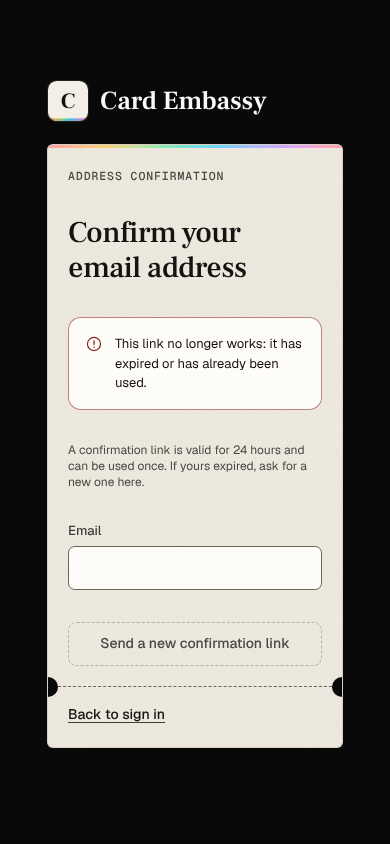 C
Card Embassy
ADDRESS CONFIRMATION
Confirm your
email address
This link no longer works: it has
expired or has already been
used.
A confirmation link is valid for 24 hours and
can be used once. If yours expired, ask for a
new one here.
Email
Send a new confirmation link
Back to sign in